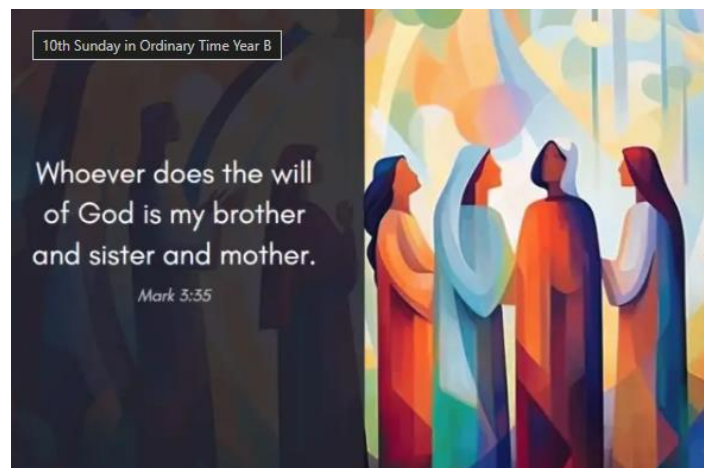 10th Sunday in Ordinary Time Year B
Whoever does the will
of God is my brother
and sister and mother.
Mark 3:35